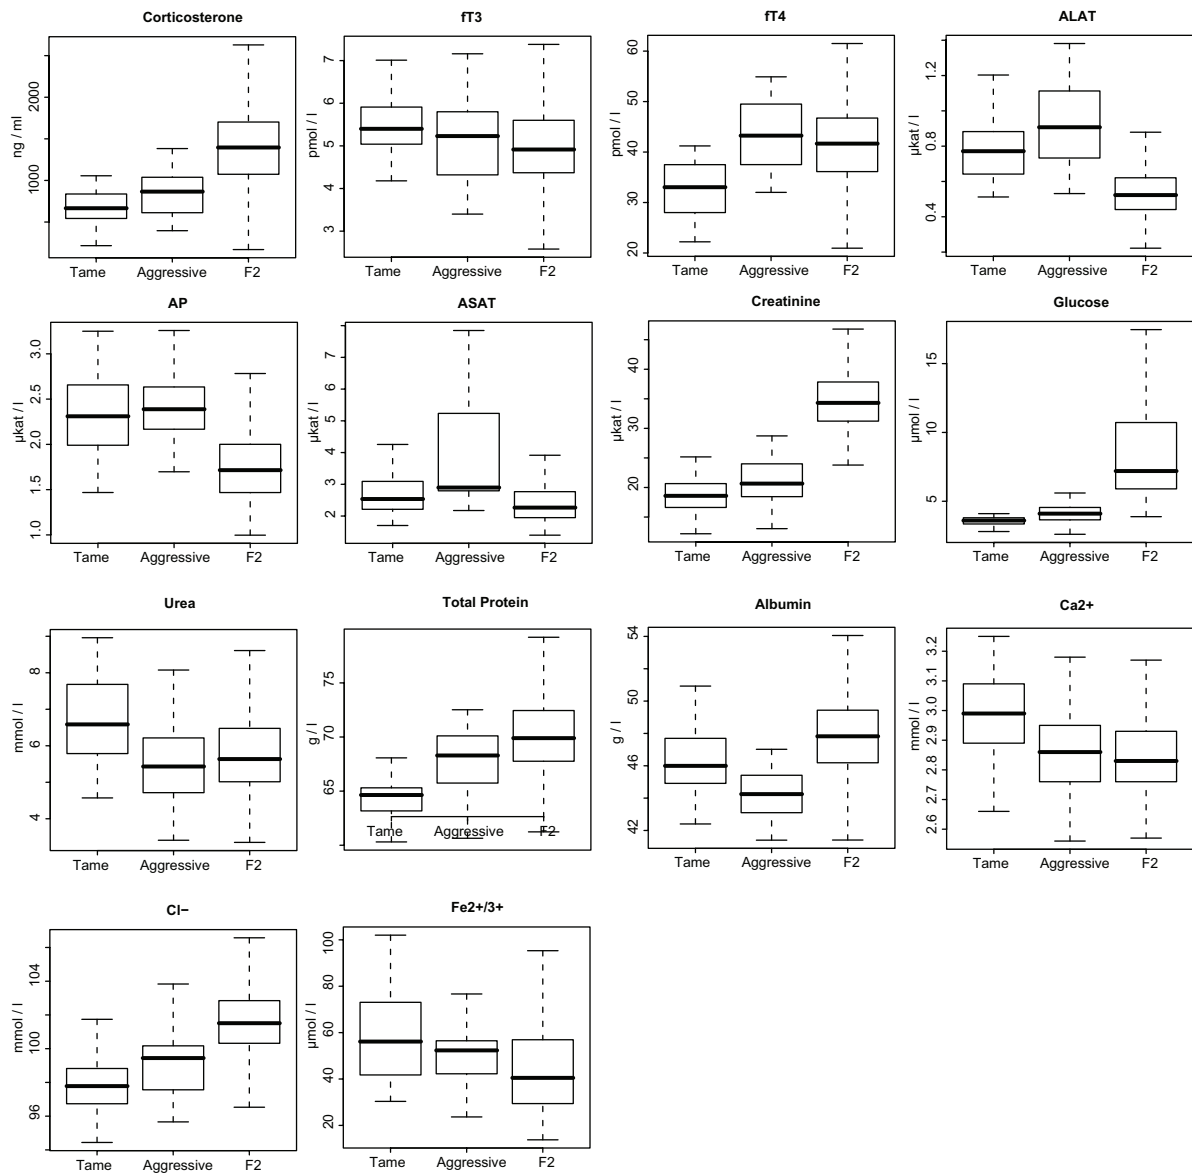 Corticosterone
ng / ml
1000 2000
Tame Aggressive F2
fT3
pmol / l
3 4 5 6 7
Tame Aggressive F2
fT4
pmol / l
20 30 40 50 60
Tame Aggressive F2
ALAT
µkat / l
0.4 0.8 1.2
Tame Aggressive F2
AP
µkat / l
1.0 1.5 2.0 2.5 3.0
Tame Aggressive F2
ASAT
µkat / l
2 3 4 5 6 7
Tame Aggressive F2
Creatinine
µkat / l
20 30 40
Tame Aggressive F2
Glucose
µmol / l
5 10 15
Tame Aggressive F2
Urea
mmol / l
4 6 8
Tame Aggressive F2
Total Protein
g / l
65 70 75
Tame Aggressive F2
Albumin
g / l
42 46 50 54
Tame Aggressive F2
Ca2+
mmol / l
2.6 2.7 2.8 2.9 3.0 3.1 3.2
Tame Aggressive F2
Cl−
mmol / l
96 100 104
Tame Aggressive F2
Fe2+/3+
µmol / l
20 40 60 80 100
Tame Aggressive F2